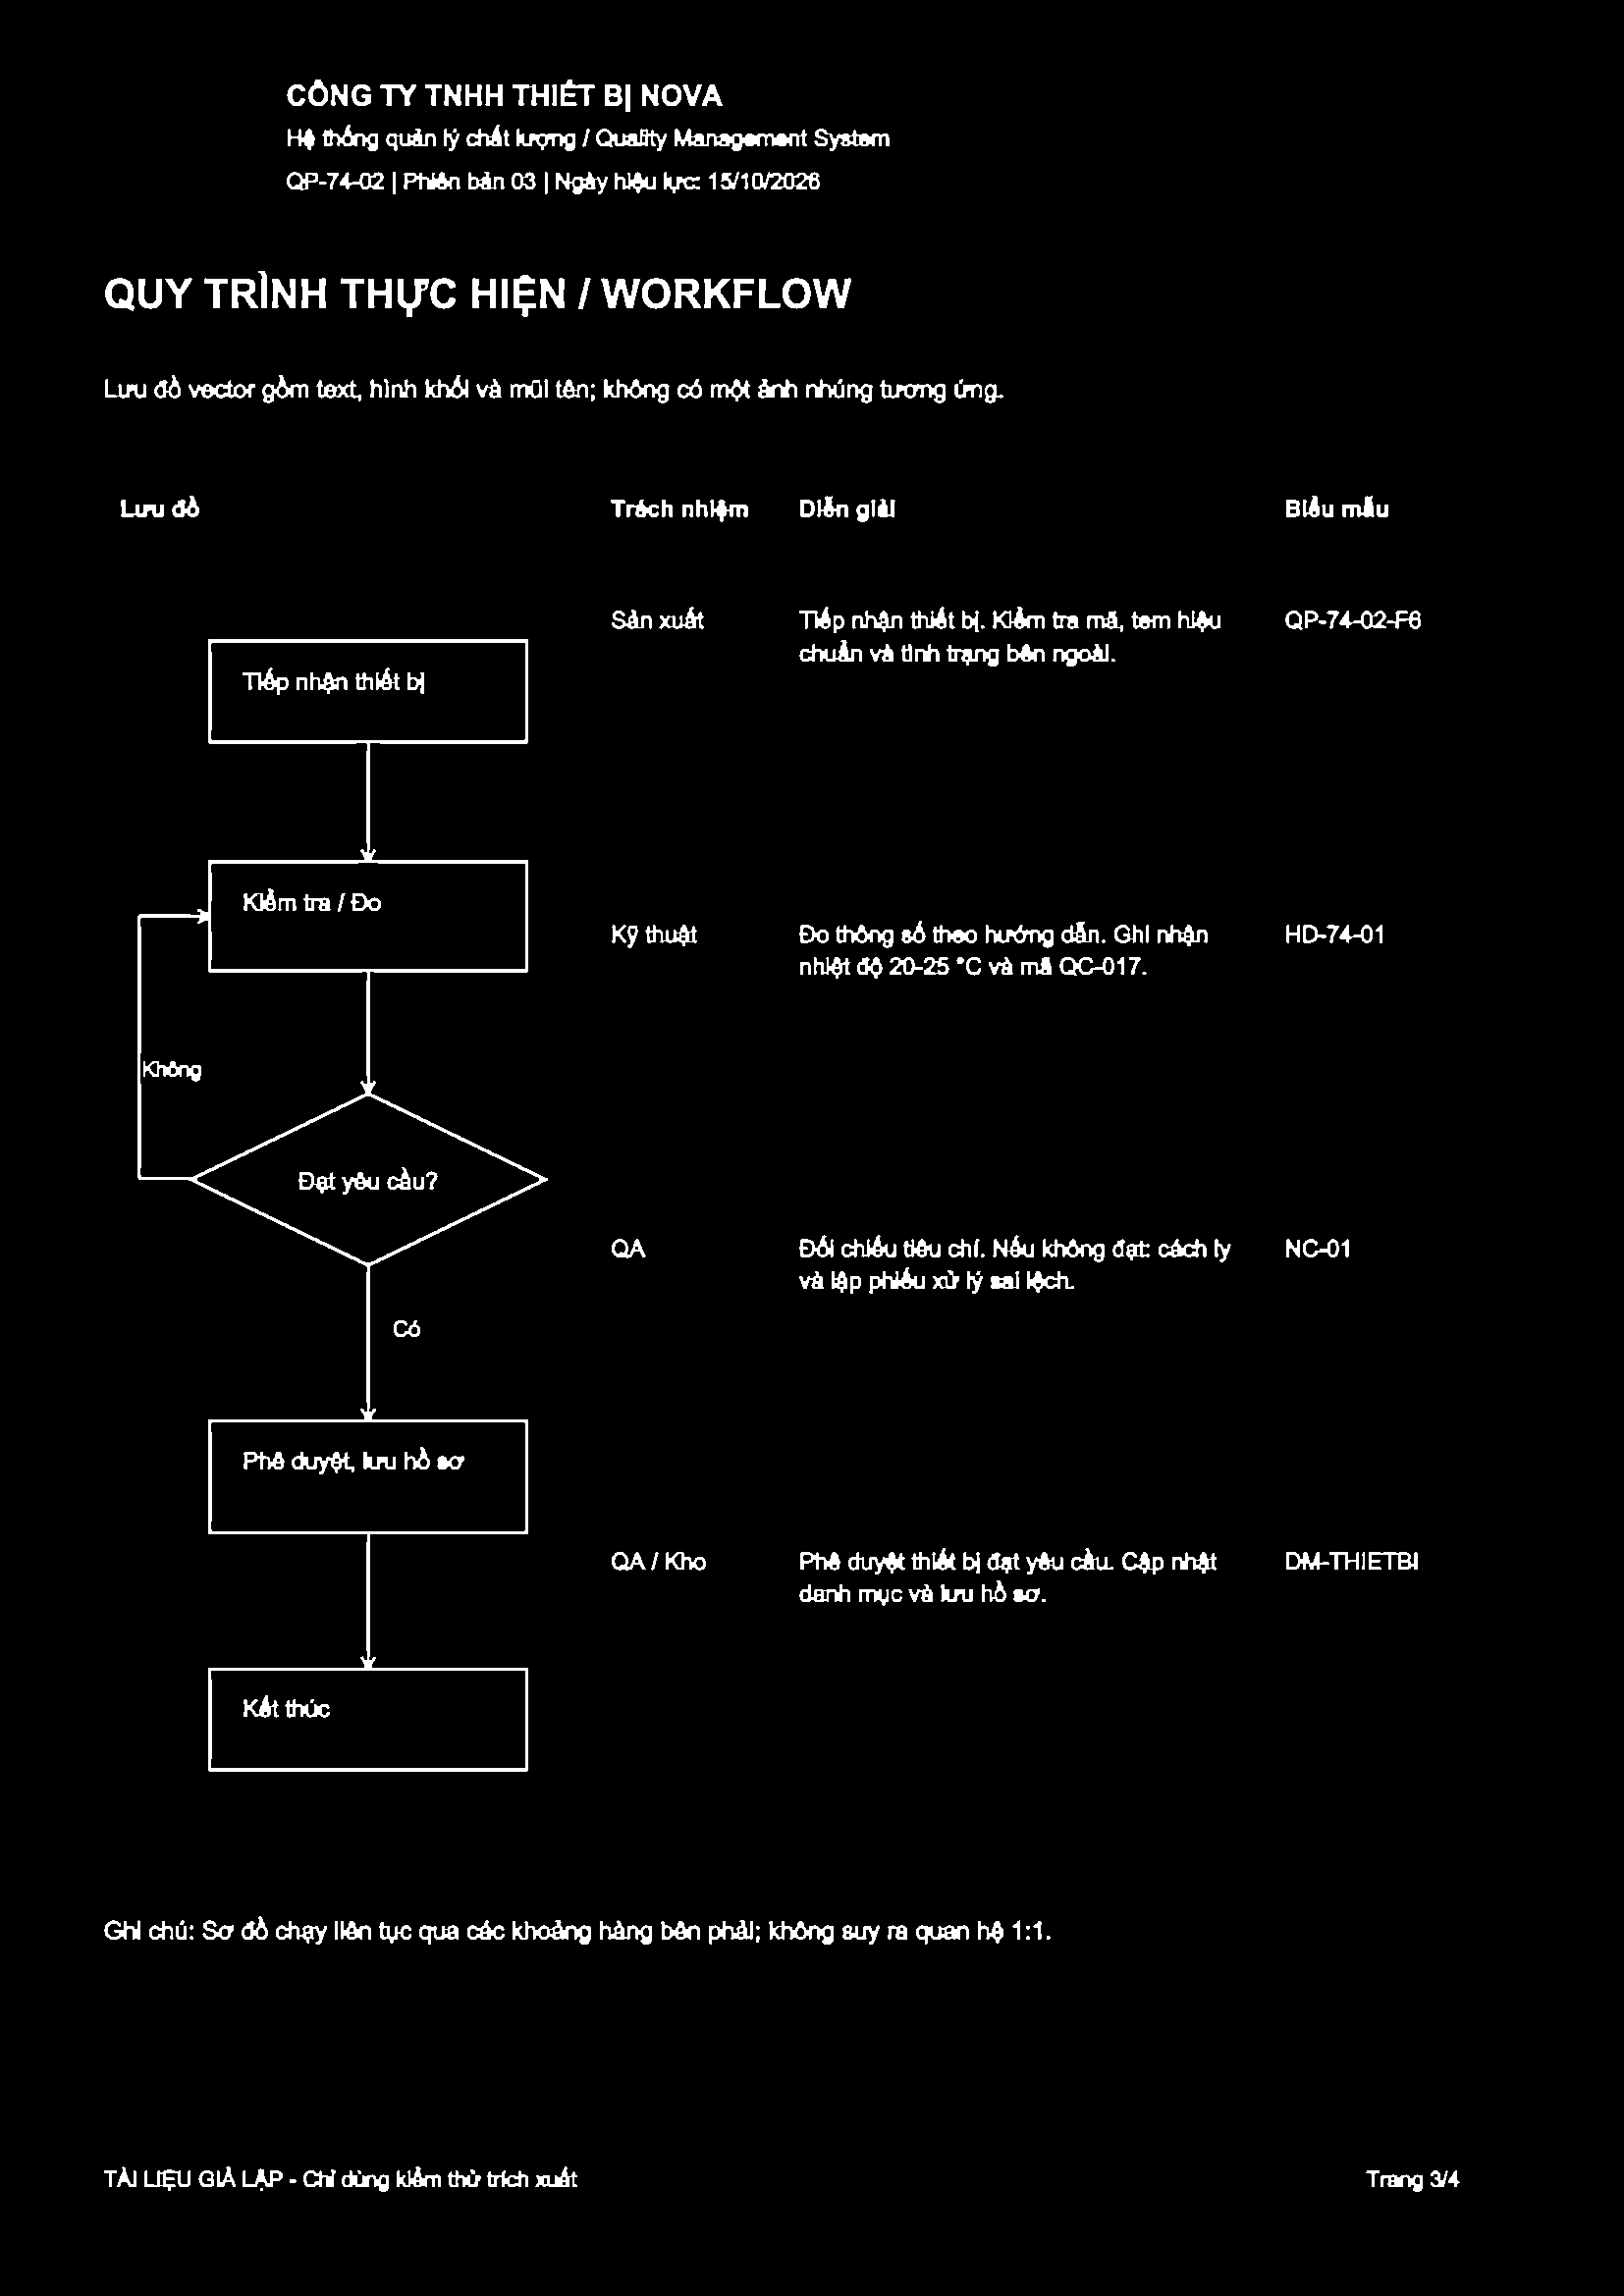 CÔNG TY TNHH THIẾT BỊ NOVA
Hệ thống quản lý chất lượng / Quality Management System
QP-74-02 | Phiên bản 03 | Ngày hiệu lực: 15/10/2026
QUY TRÌNH THỰC HIỆN / WORKFLOW
Lưu đồ vector gồm text, hình khối và mũi tên; không có một ảnh nhúng tương ứng.
Lưu đồ Trách nhiệm Diễn giải Biểu mẫu
Sản xuất Tiếp nhận thiết bị. Kiểm tra mã, tem hiệu QP-74-02-F6
chuẩn và tình trạng bên ngoài.
Tiếp nhận thiết bị
Kiểm tra / Đo
Kỹ thuật Đo thông số theo hướng dẫn. Ghi nhận HD-74-01
nhiệt độ 20-25 °C và mã QC-017.
Không
Đạt yêu cầu?
QA Đối chiếu tiêu chí. Nếu không đạt: cách ly NC-01
và lập phiếu xử lý sai lệch.
Có
Phê duyệt, lưu hồ sơ
QA / Kho Phê duyệt thiết bị đạt yêu cầu. Cập nhật DM-THIETBI
danh mục và lưu hồ sơ.
Kết thúc
Ghi chú: Sơ đồ chạy liên tục qua các khoảng hàng bên phải; không suy ra quan hệ 1:1.
TÀI LIỆU GIẢ LẬP - Chỉ dùng kiểm thử trích xuất Trang 3/4